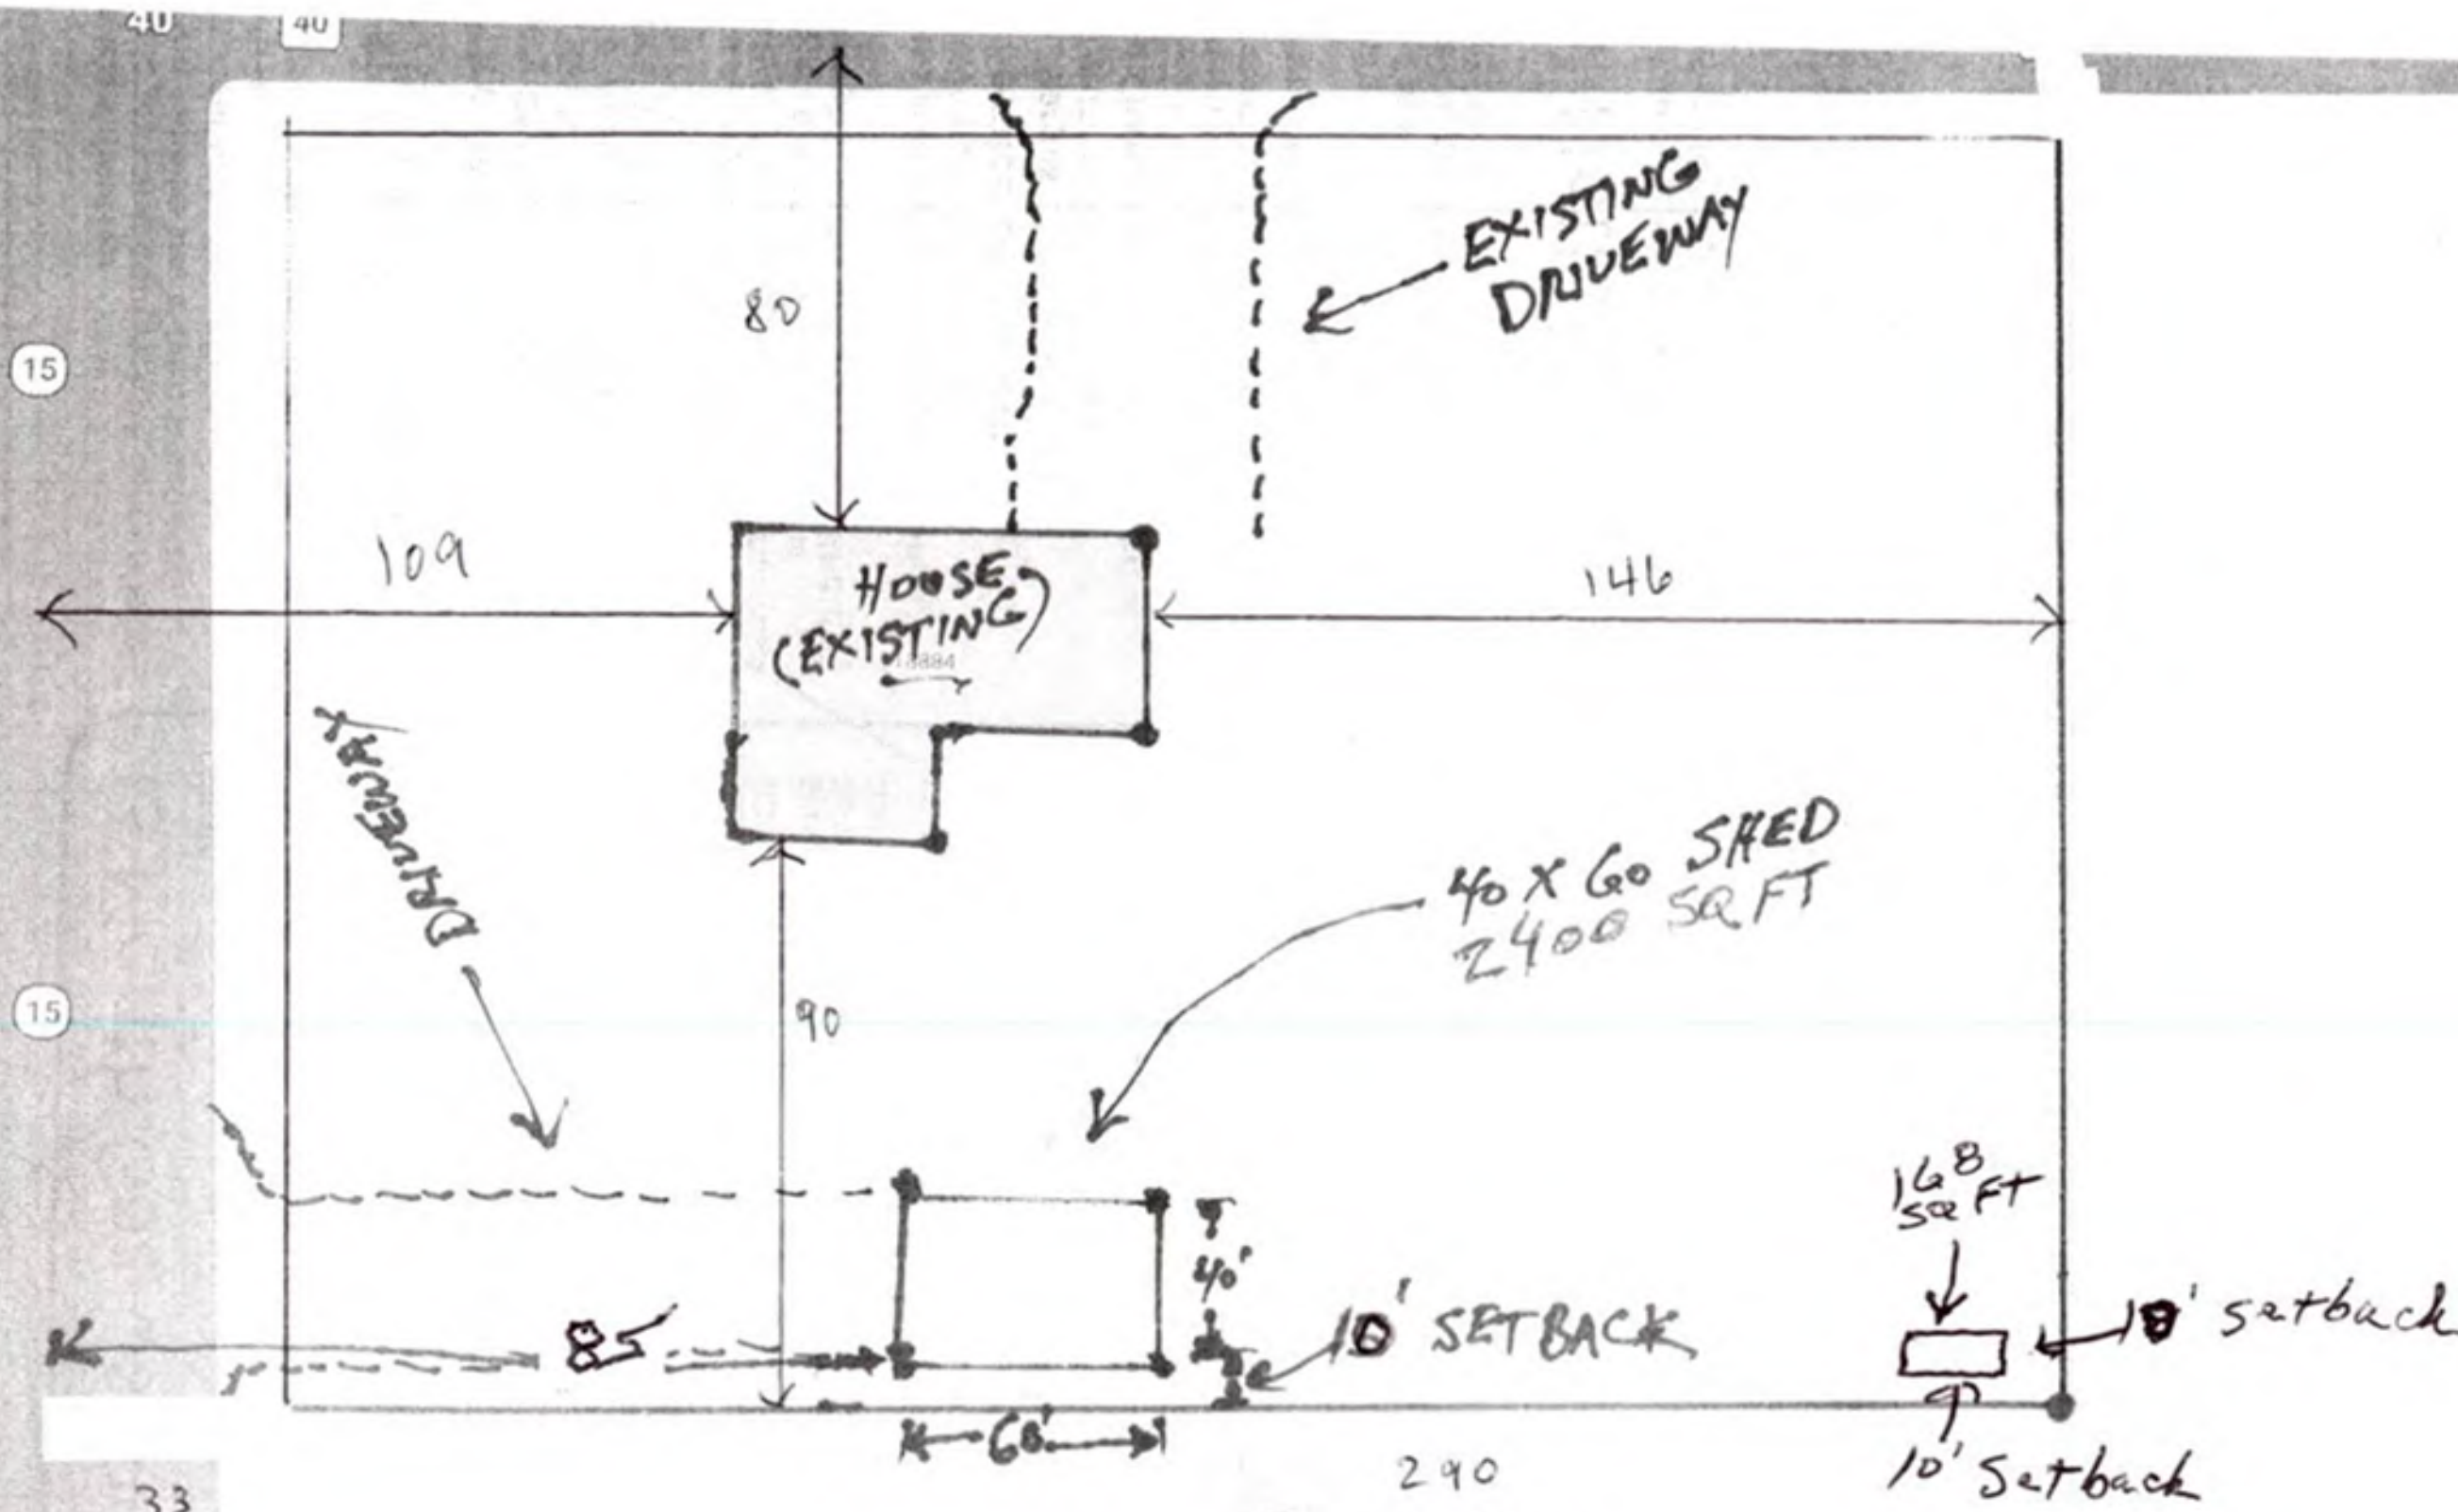 40
40
EXISTING
DRIVEWAY
80
15
109
146
HOUSE
(EXISTING)
DRIVEWAY
40 X 60 SHED
2400 SQ FT
15
90
168
SQ FT
40'
10' SETBACK
10' setback
85
60'
290
10' Setback
33